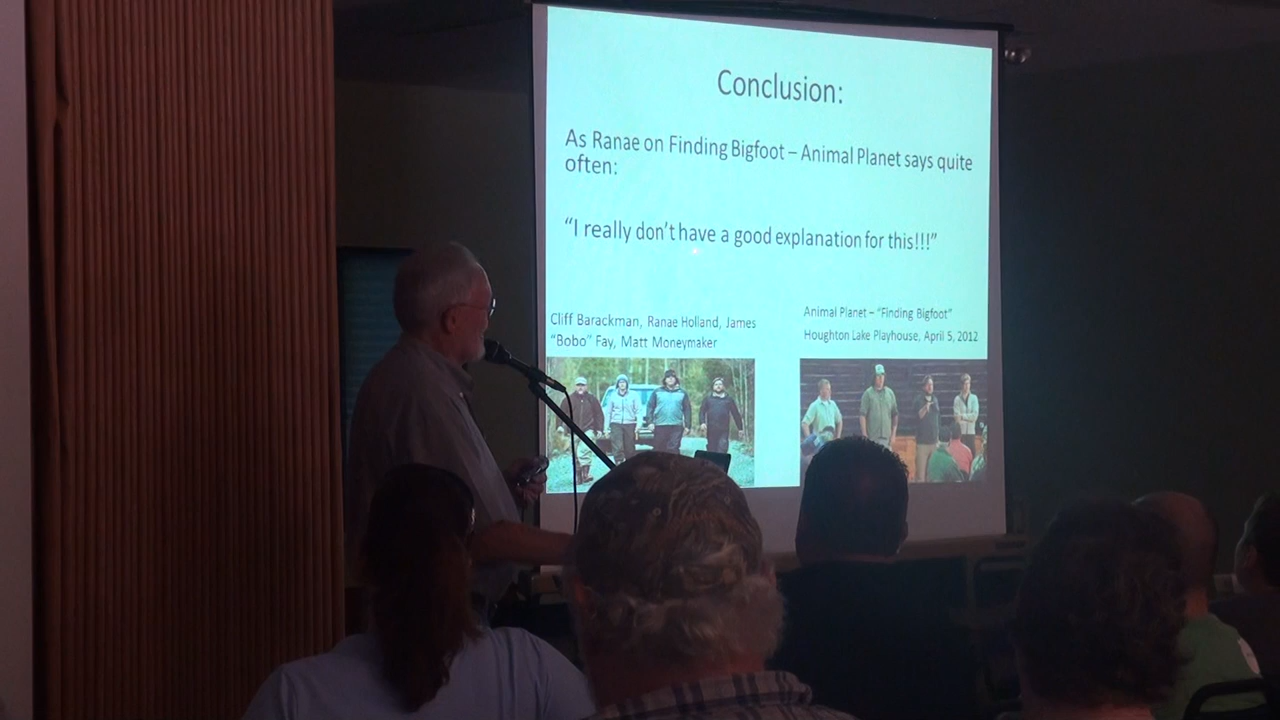 Conclusion:
As Ranae on Finding Bigfoot – Animal Planet says quite
often:
“I really don’t have a good explanation for this!!!”
Cliff Barackman, Ranae Holland, James
“Bobo” Fay, Matt Moneymaker
Animal Planet – “Finding Bigfoot”
Houghton Lake Playhouse, April 5, 2012